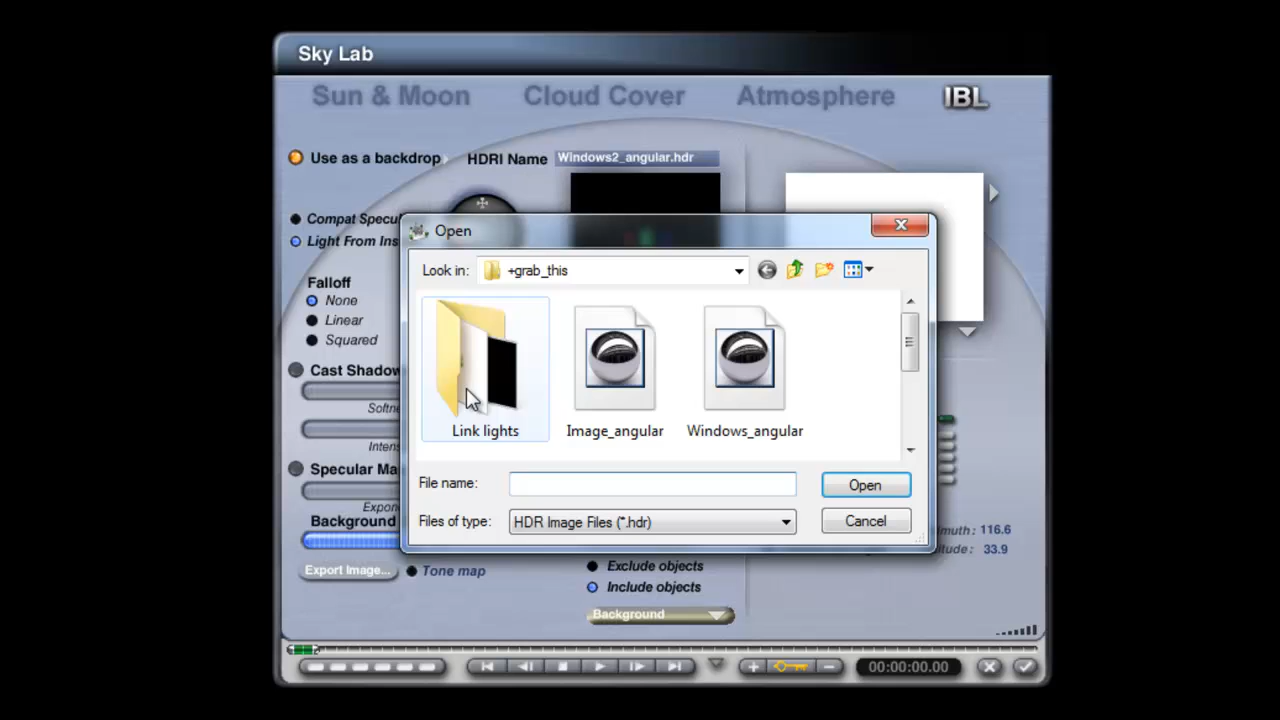 Sky Lab
Sun & Moon
Cloud Cover
Atmosphere
IBL
Use as a backdrop
HDRI Name
Windows2_angular.hdr
Compat Specu
Light From Ins
Falloff
None
Linear
Squared
Cast Shadow
Softne
Intens
Specular Ma
Expon
Background
Export Image...
Tone map
Open
Look in:
+grab_this
Link lights
Image_angular
Windows_angular
File name:
Open
Files of type:
HDR Image Files (*.hdr)
Cancel
imuth: 116.6
itude: 33.9
Exclude objects
Include objects
Background
00:00:00.00